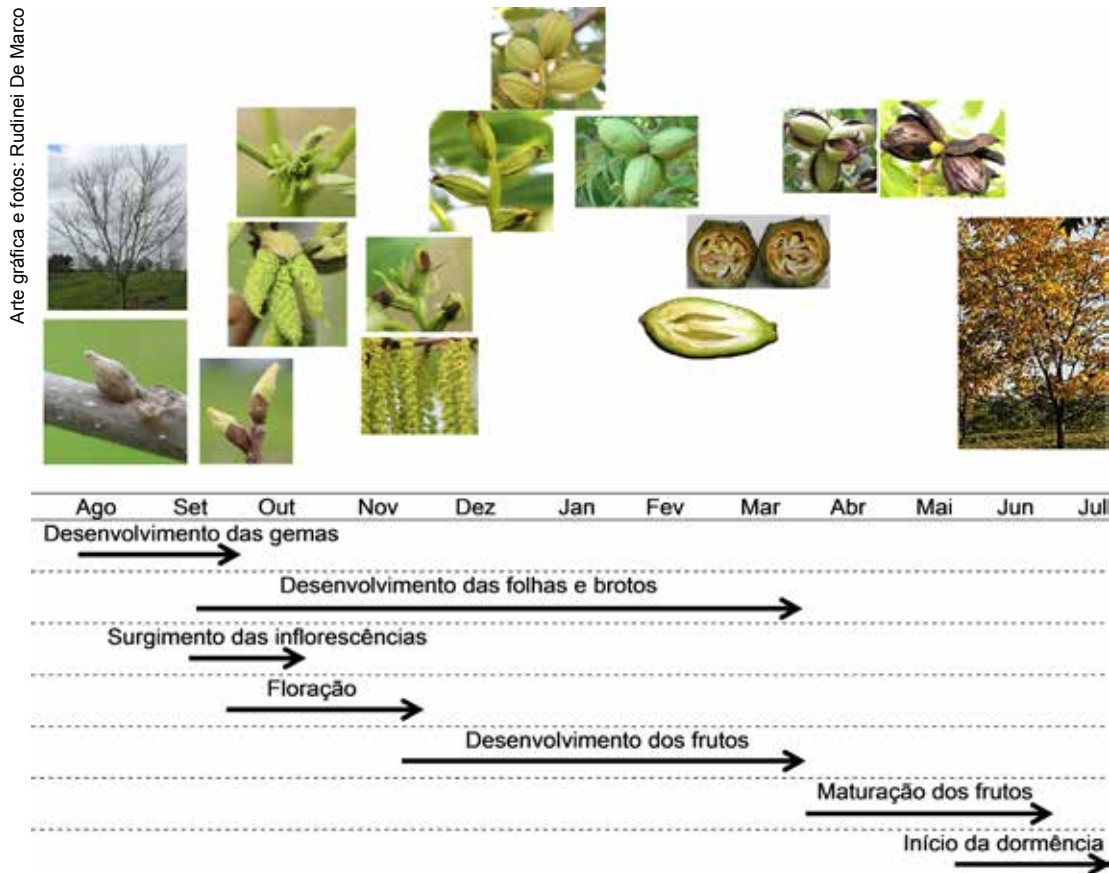 Arte gráfica e fotos: Rudinei De Marco
Ago Set Out Nov Dez Jan Fev Mar Abr Mai Jun Jul
Desenvolvimento das gemas
Desenvolvimento das folhas e brotos
Surgimento das inflorescências
Floração
Desenvolvimento dos frutos
Maturação dos frutos
Início da dormência